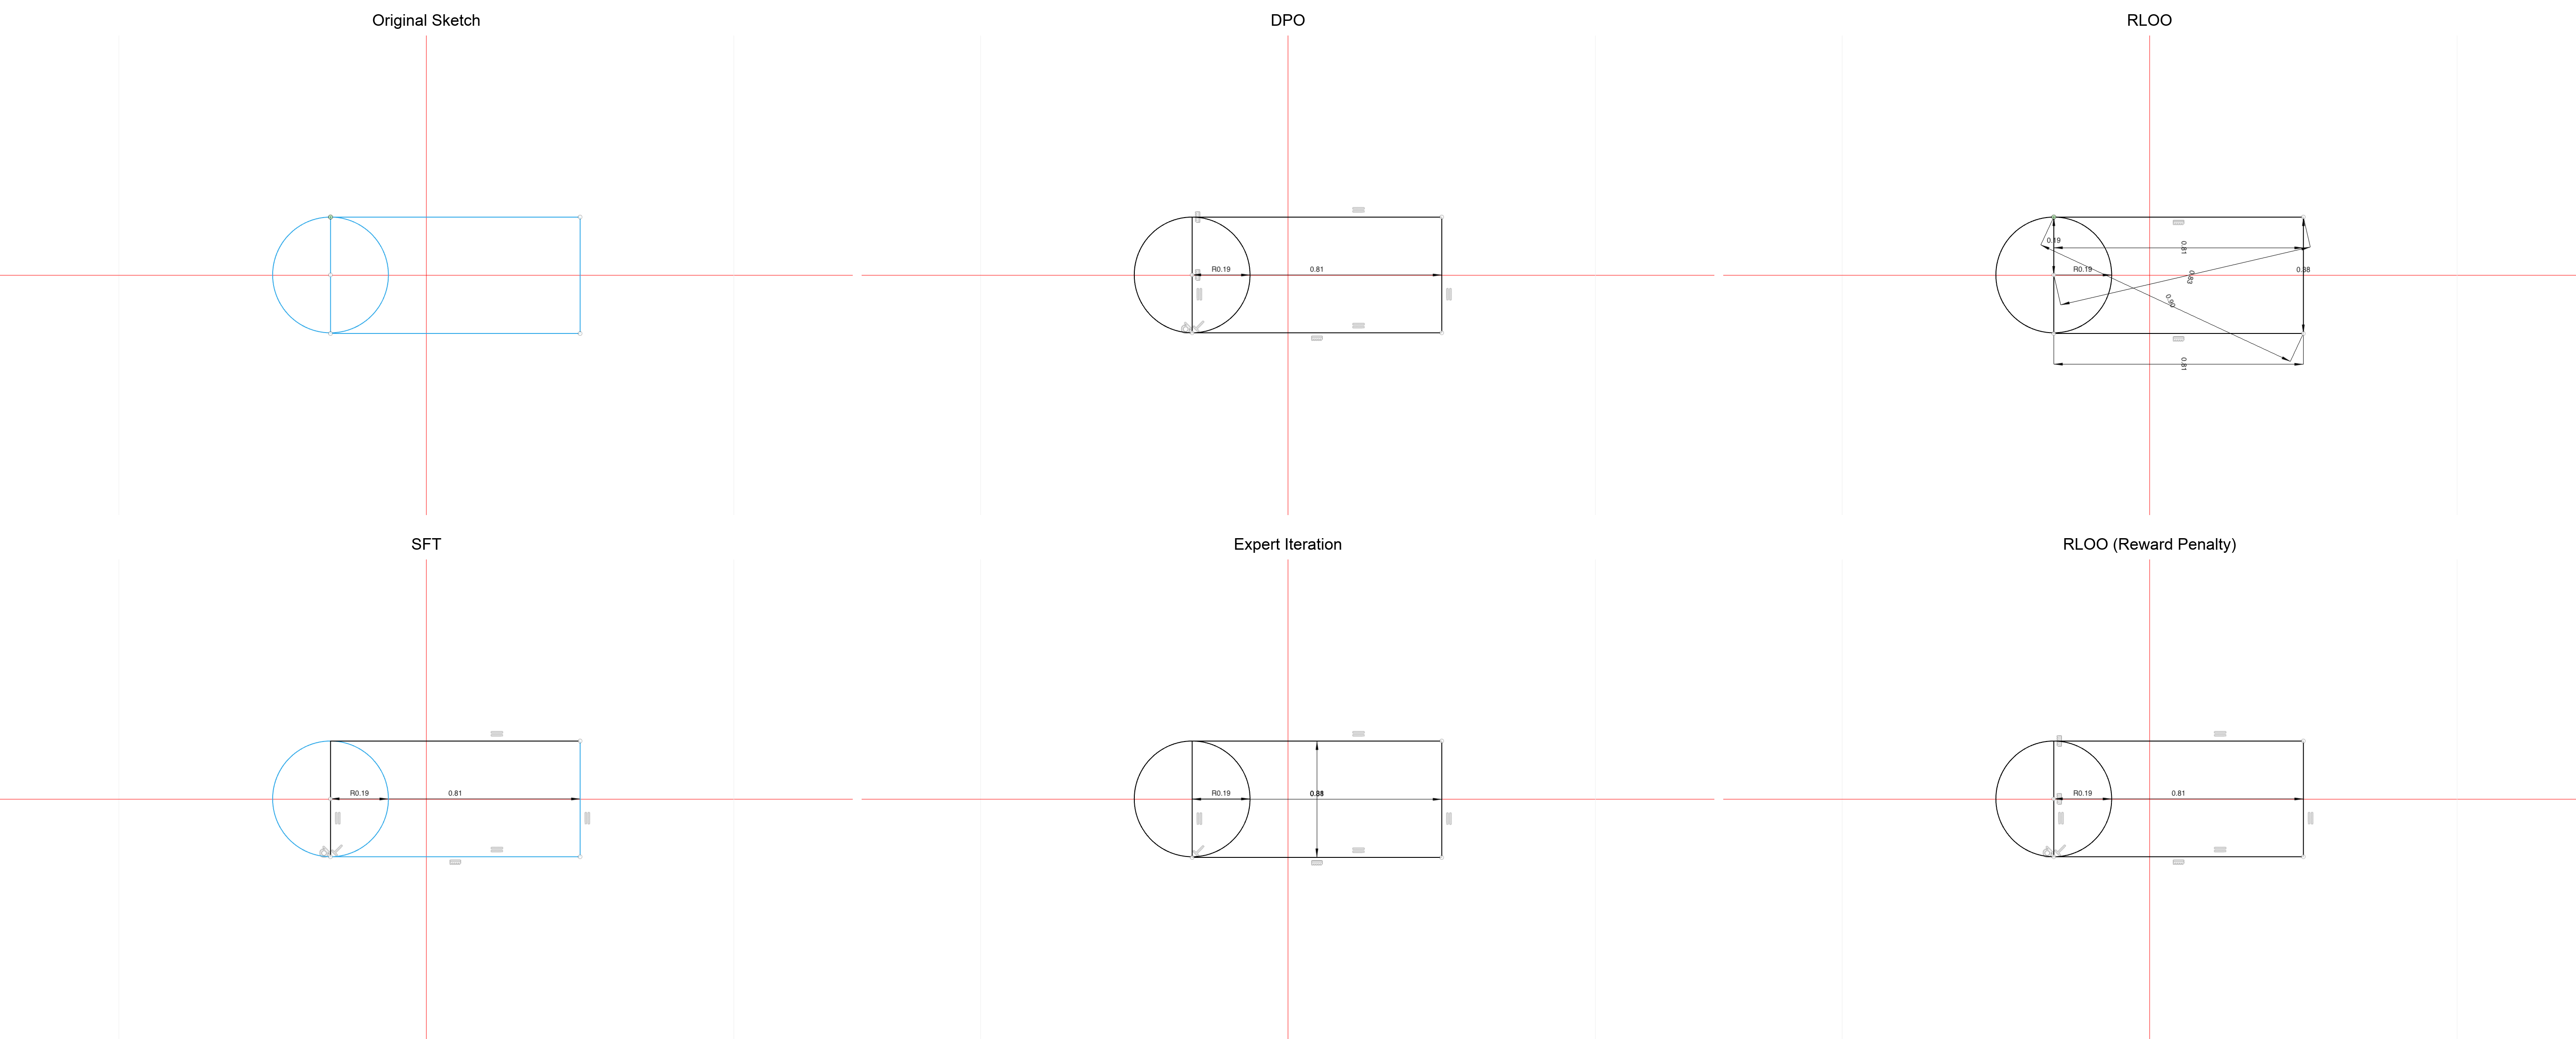 Original Sketch
DPO
RLOO
R0.19
0.81
0.19
0.81
R0.19
0.38
0.83
0.90
0.81
SFT
Expert Iteration
RLOO (Reward Penalty)
R0.19
0.81
R0.19
R0.19
0.81